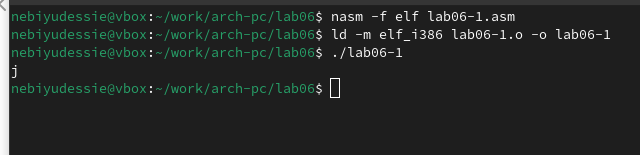 nebiyudessie@vbox:~/work/arch-pc/lab06$ nasm -f elf lab06-1.asm
nebiyudessie@vbox:~/work/arch-pc/lab06$ ld -m elf_i386 lab06-1.o -o lab06-1
nebiyudessie@vbox:~/work/arch-pc/lab06$ ./lab06-1
j
nebiyudessie@vbox:~/work/arch-pc/lab06$